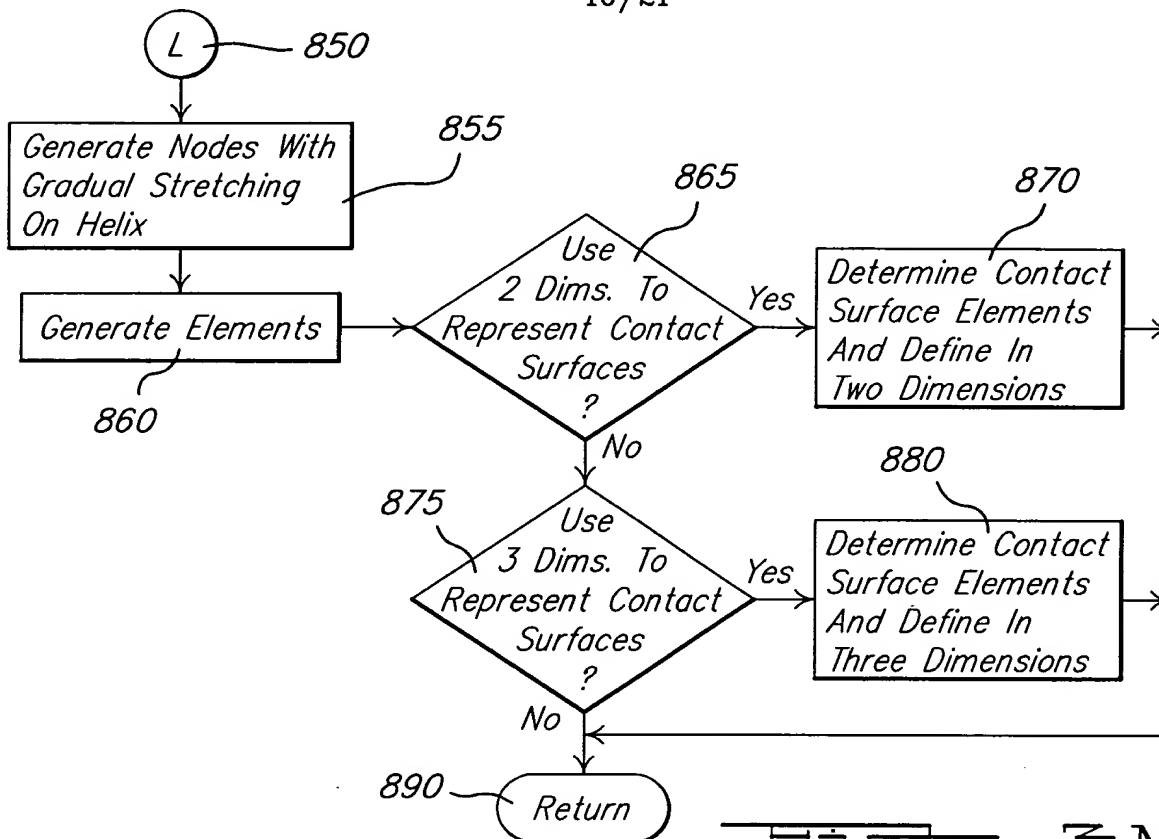 L
850
Generate Nodes With
Gradual Stretching
On Helix
855
Generate Elements
860
Use
2 Dims. To
Represent Contact
Surfaces
?
865
Yes
No
Determine Contact
Surface Elements
And Define In
Two Dimensions
870
Use
3 Dims. To
Represent Contact
Surfaces
?
875
Yes
No
Determine Contact
Surface Elements
And Define In
Three Dimensions
880
Return
890